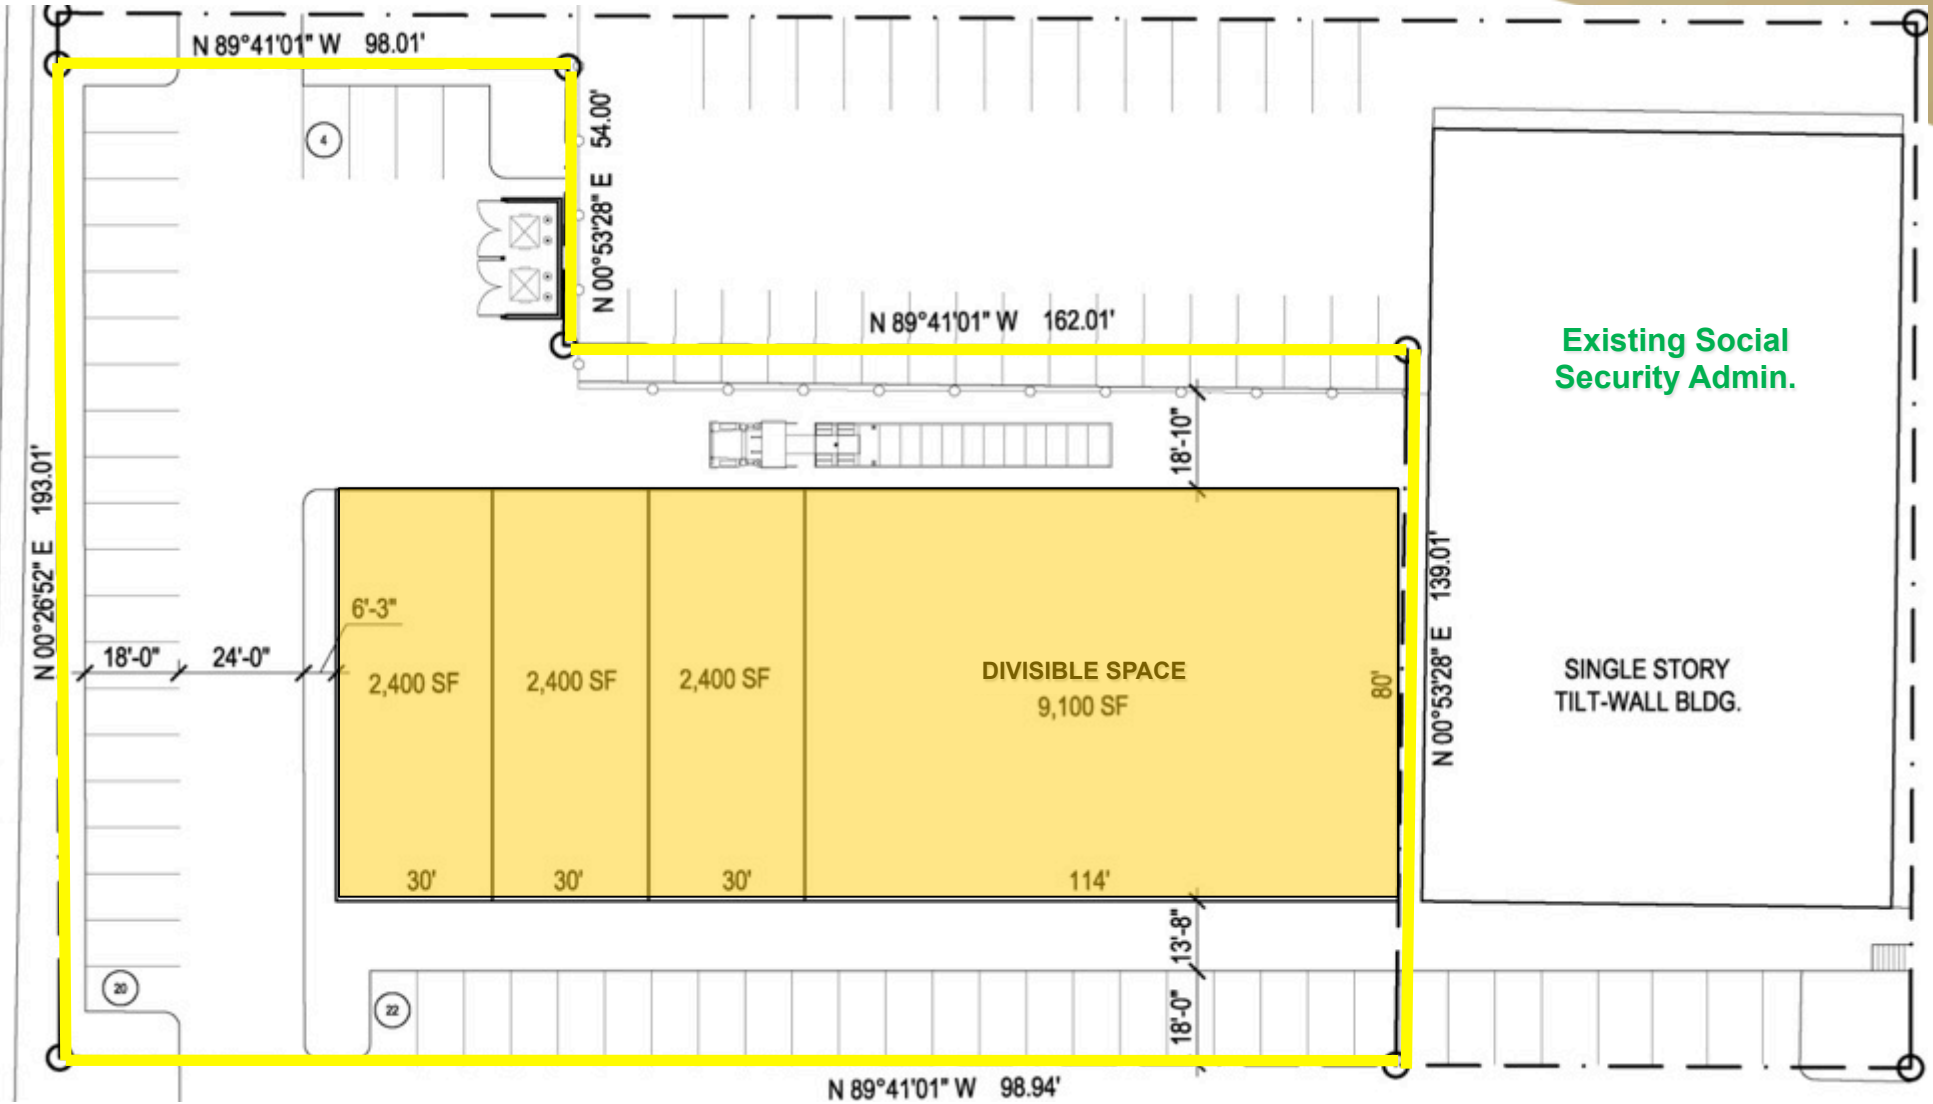 N 89°41'01" W 98.01'
4
N 00°53'28" E 54.00'
N 89°41'01" W 162.01'
Existing Social
Security Admin.
18'-10"
N 00°26'52" E 193.01'
6'-3"
18'-0"
24'-0"
2,400 SF
2,400 SF
2,400 SF
DIVISIBLE SPACE
9,100 SF
80'
N 00°53'28" E 139.01'
SINGLE STORY
TILT-WALL BLDG.
30'
30'
30'
114'
13'-8"
20
22
18'-0"
N 89°41'01" W 98.94'